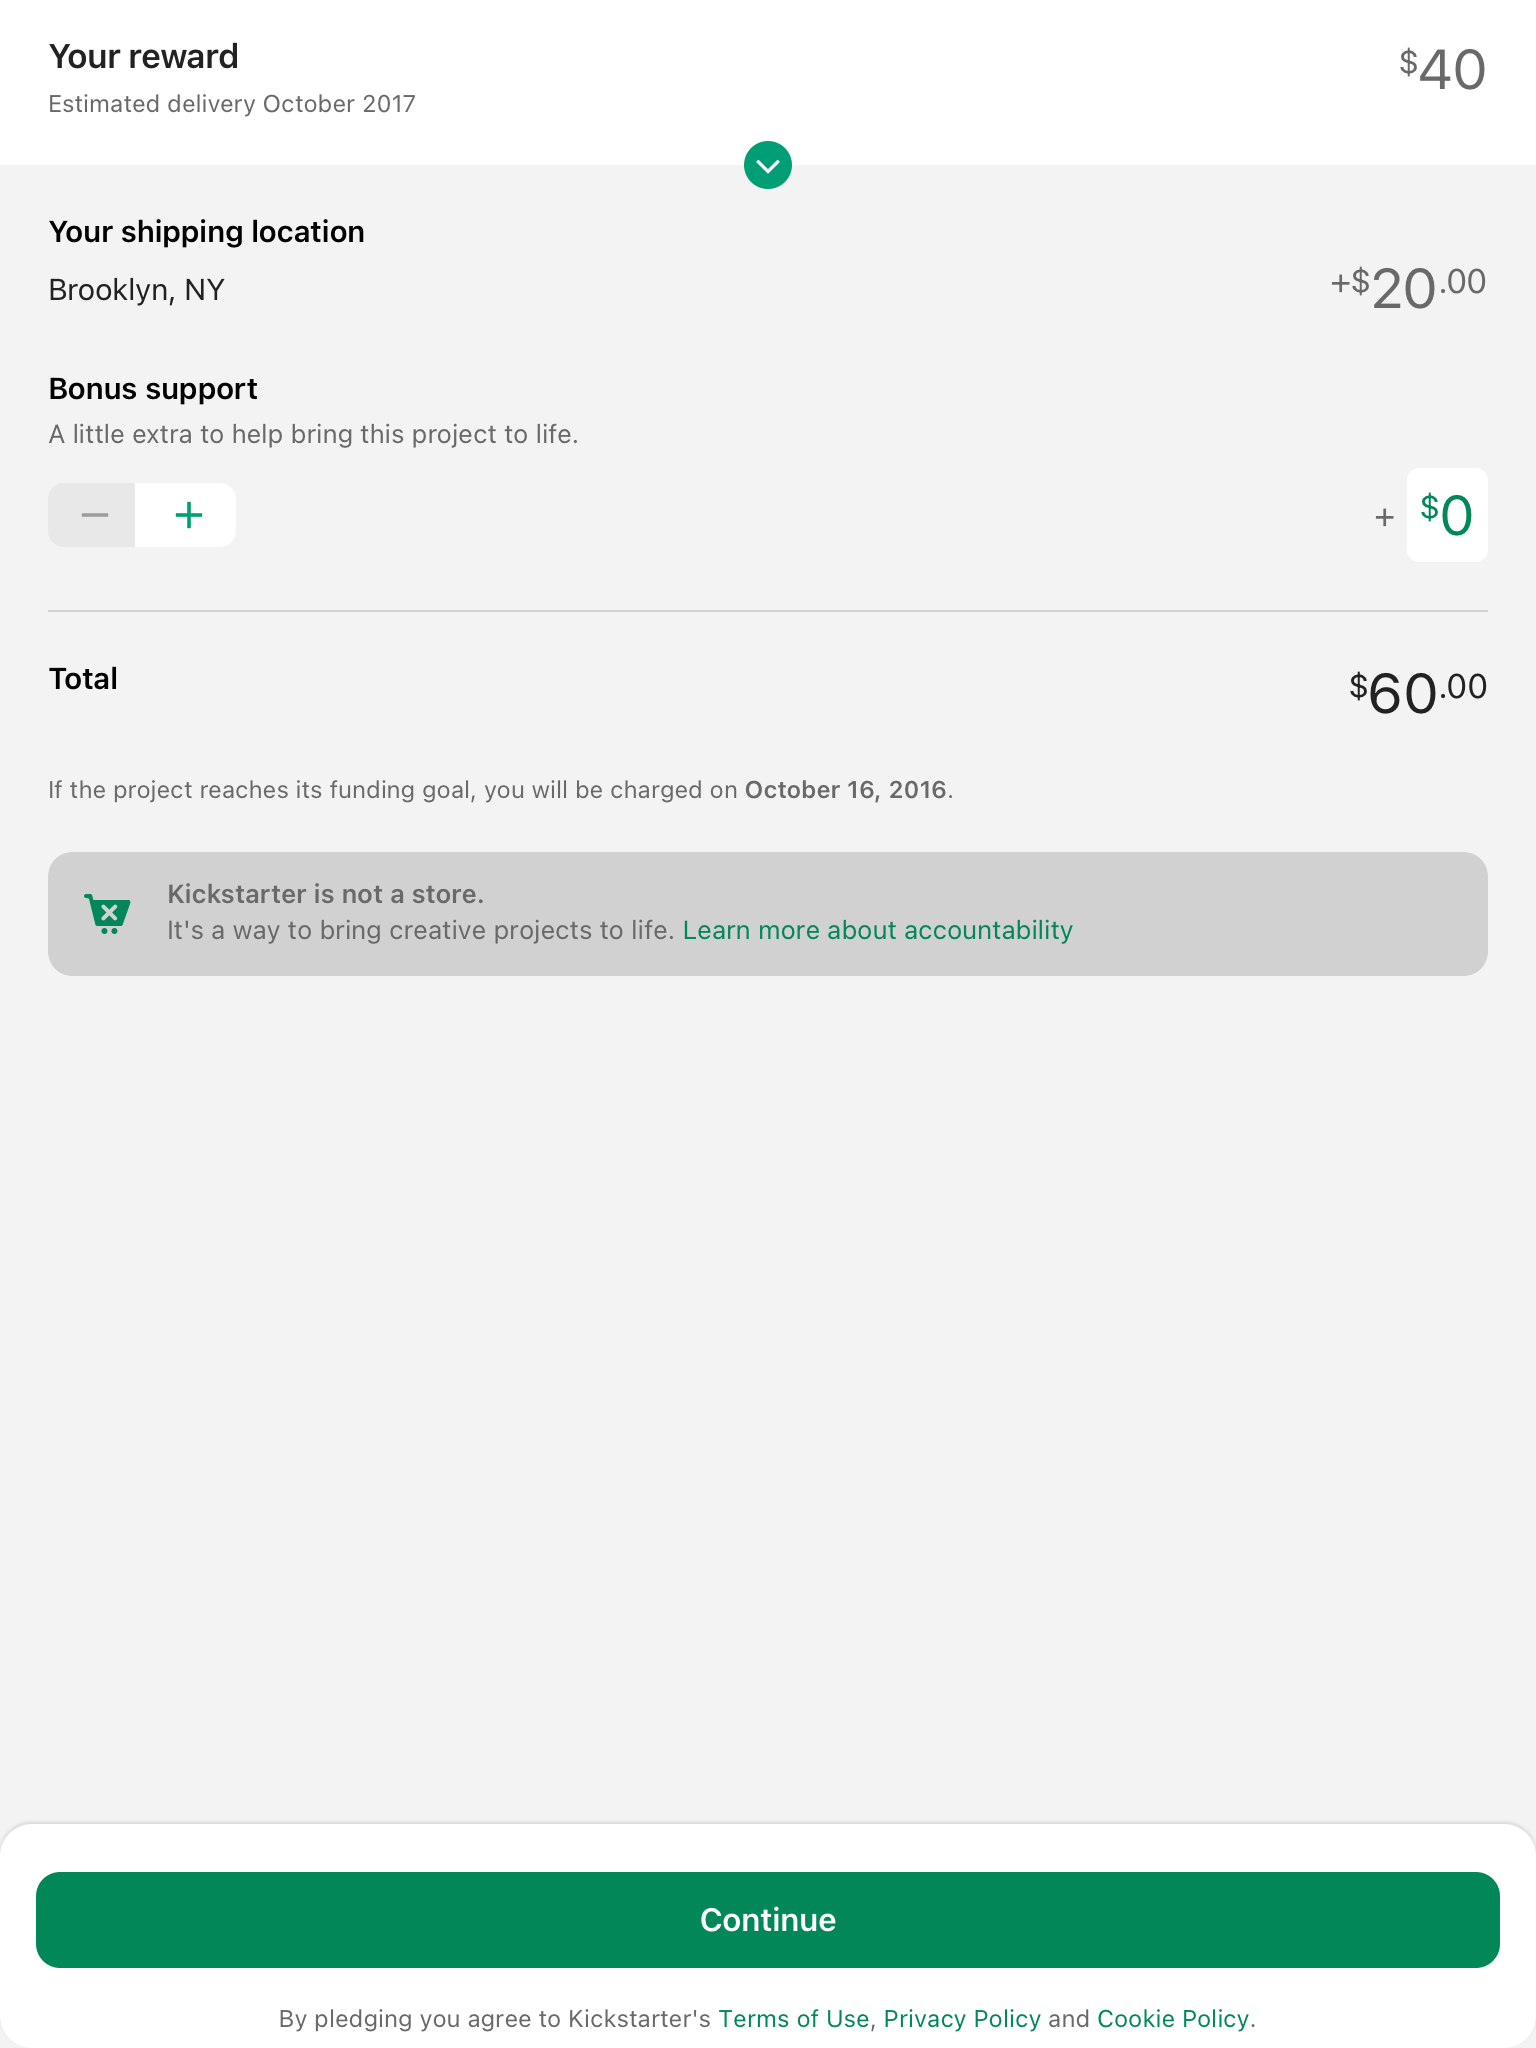 Your reward
$40
Estimated delivery October 2017
Your shipping location
Brooklyn, NY
+$20.00
Bonus support
A little extra to help bring this project to life.
− +
+ $0
Total
$60.00
If the project reaches its funding goal, you will be charged on October 16, 2016.
Kickstarter is not a store.
It's a way to bring creative projects to life. Learn more about accountability
Continue
By pledging you agree to Kickstarter's Terms of Use, Privacy Policy and Cookie Policy.